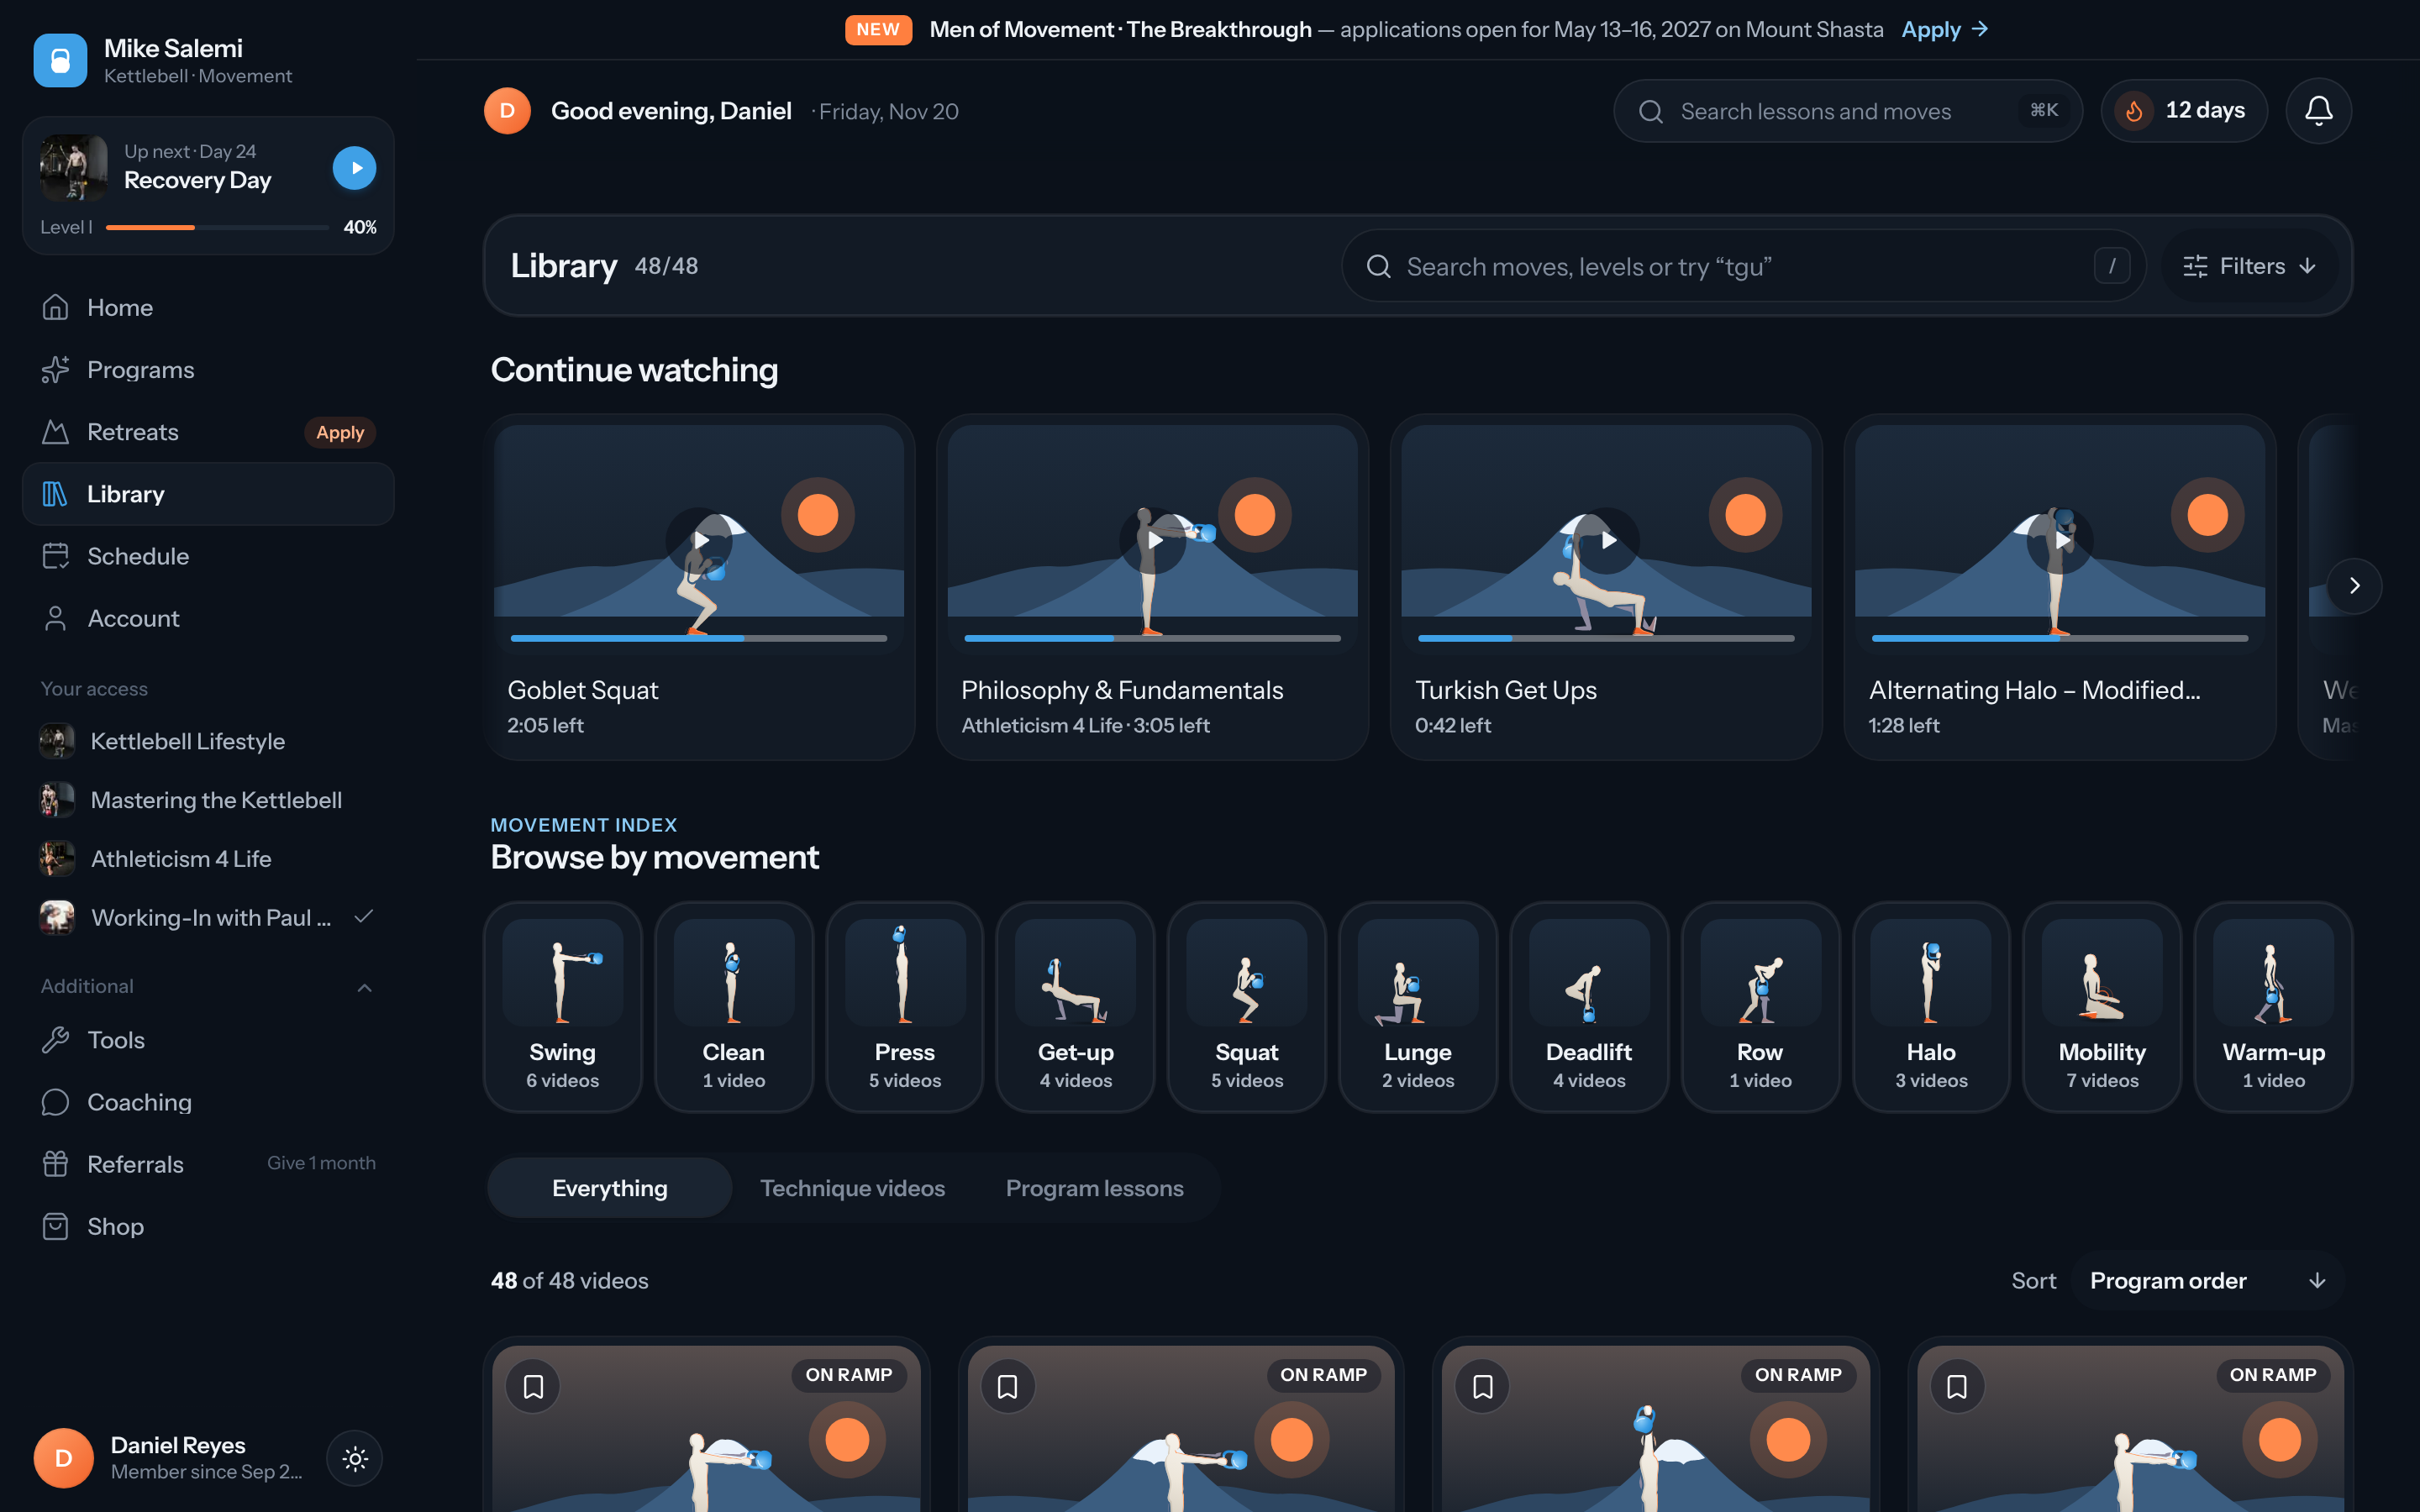 NEW Men of Movement · The Breakthrough — applications open for May 13–16, 2027 on Mount Shasta Apply →
Mike Salemi
Kettlebell · Movement
Up next · Day 24
Recovery Day
Level I 40%
Home
Programs
Retreats Apply
Library
Schedule
Account
Your access
Kettlebell Lifestyle
Mastering the Kettlebell
Athleticism 4 Life
Working-In with Paul ...
Additional
Tools
Coaching
Referrals Give 1 month
Shop
D Daniel Reyes
Member since Sep 2...
D Good evening, Daniel · Friday, Nov 20
Search lessons and moves ⌘K
12 days
Library 48/48
Search moves, levels or try “tgu” /
Filters ↓
Continue watching
Goblet Squat
2:05 left
Philosophy & Fundamentals
Athleticism 4 Life · 3:05 left
Turkish Get Ups
0:42 left
Alternating Halo – Modified...
1:28 left
MOVEMENT INDEX
Browse by movement
Swing
6 videos
Clean
1 video
Press
5 videos
Get-up
4 videos
Squat
5 videos
Lunge
2 videos
Deadlift
4 videos
Row
1 video
Halo
3 videos
Mobility
7 videos
Warm-up
1 video
Everything Technique videos Program lessons
48 of 48 videos
Sort Program order ↓
ON RAMP
ON RAMP
ON RAMP
ON RAMP